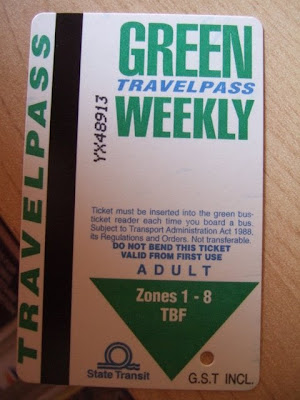 TRAVELPASS
GREEN
TRAVELPASS
WEEKLY
YX48913
Ticket must be inserted into the green bus-
ticket reader each time you board a bus.
Subject to Transport Administration Act 1988,
its Regulations and Orders. Not transferable.
DO NOT BEND THIS TICKET
VALID FROM FIRST USE
ADULT
Zones 1 - 8
TBF
State Transit
G.S.T INCL.